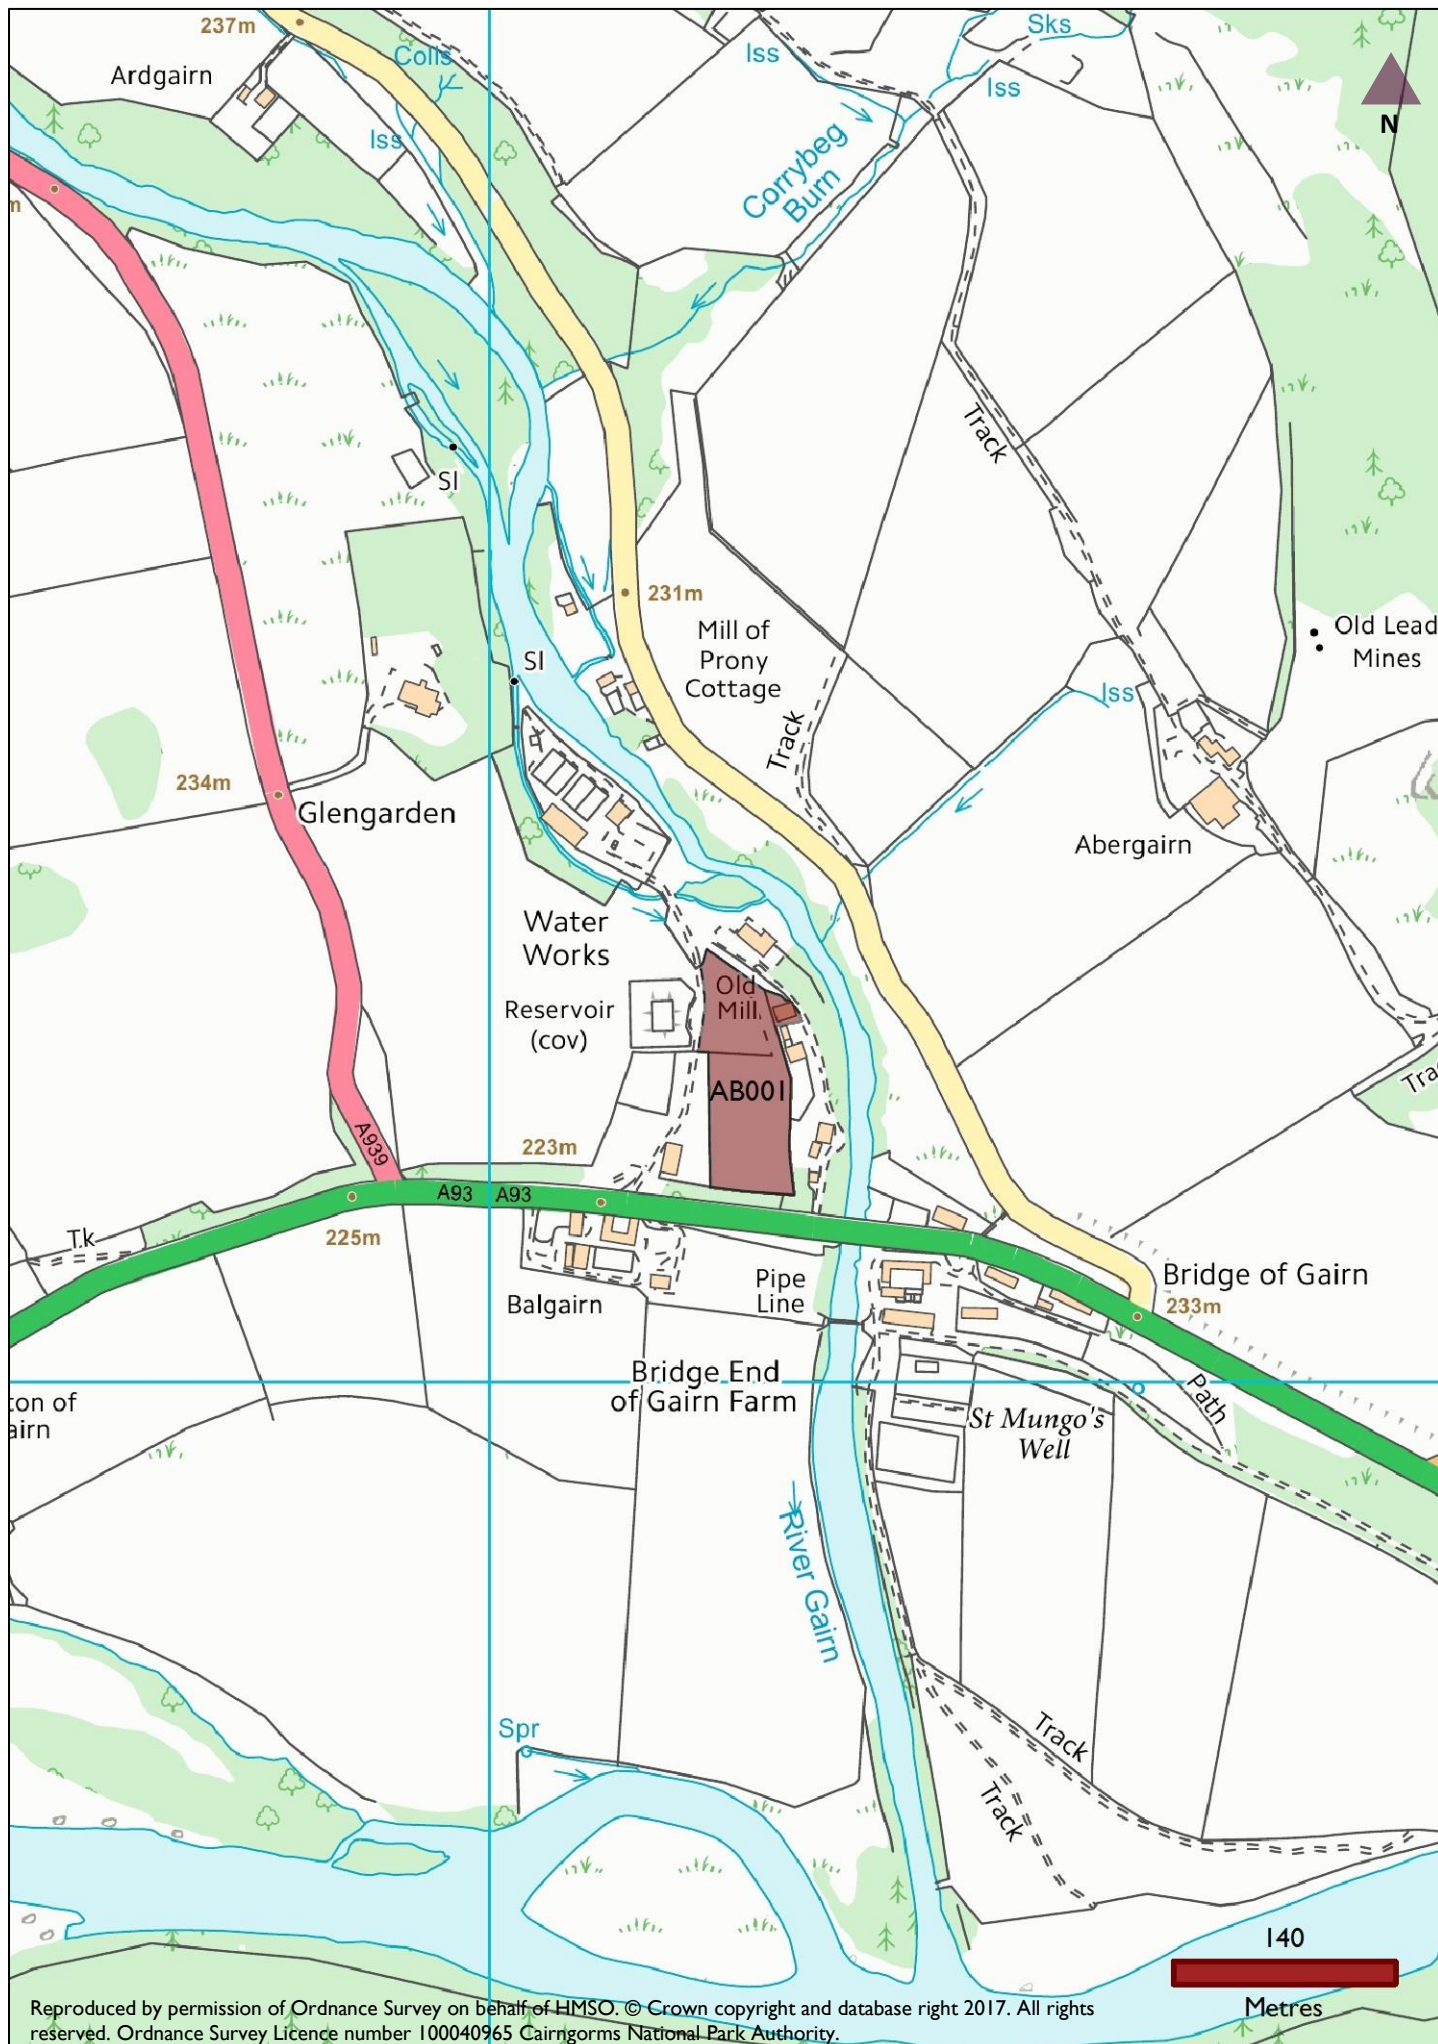 237m
Colls
Iss
Sks
Ardgairn
Iss
N
Iss
Corrybeg
Burn
m
Track
Sl
231m
Mill of
Prony
Cottage
Old Lead
Mines
Sl
Iss
Track
234m
Glengarden
Abergairn
Water
Works
Old
Mill
Reservoir
(cov)
Tra
AB001
A939
223m
A93
A93
Tk
225m
Pipe
Line
Bridge of Gairn
233m
Balgairn
Bridge End
of Gairn Farm
Path
ton of
airn
St Mungo's
Well
River Gairn
Spr
Track
Track
140
Metres
Reproduced by permission of Ordnance Survey on behalf of HMSO. © Crown copyright and database right 2017. All rights
reserved. Ordnance Survey Licence number 100040965 Cairngorms National Park Authority.